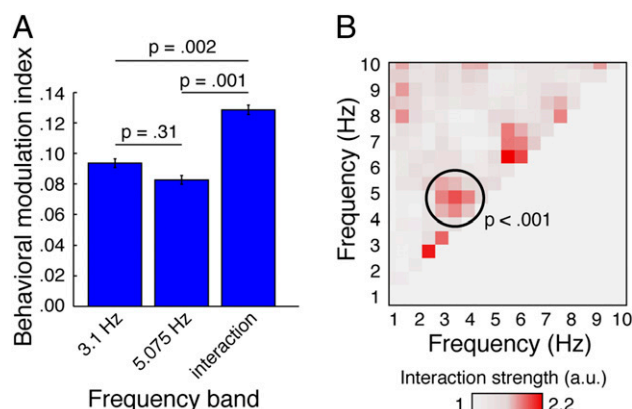 A
p = .002
p = .001
p = .31
Behavioral modulation index
.14
.12
.10
.08
.06
.04
.02
.00
3.1 Hz
5.075 Hz
interaction
Frequency band
B
Frequency (Hz)
10
9
8
7
6
5
4
3
2
1
p < .001
1 2 3 4 5 6 7 8 9 10
Frequency (Hz)
Interaction strength (a.u.)
1 2.2